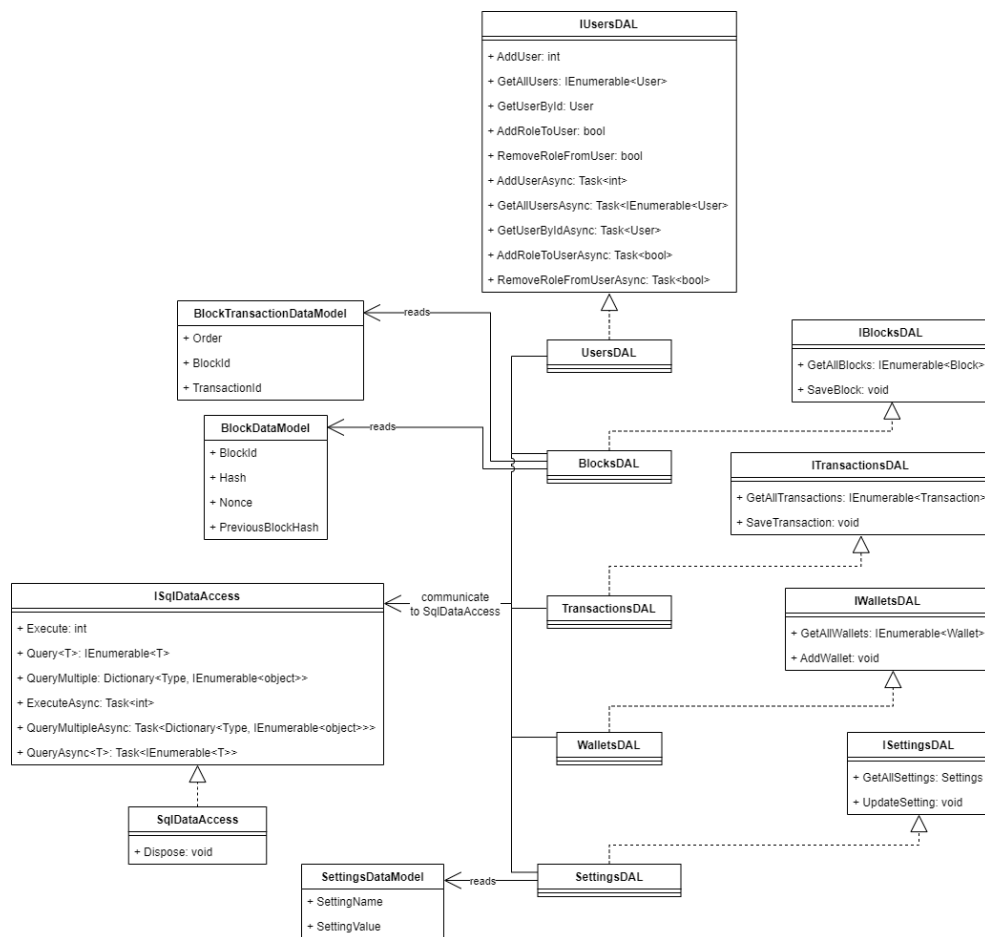 IUsersDAL
+ AddUser: int
+ GetAllUsers: IEnumerable<User>
+ GetUserById: User
+ AddRoleToUser: bool
+ RemoveRoleFromUser: bool
+ AddUserAsync: Task<int>
+ GetAllUsersAsync: Task<IEnumerable<User>
+ GetUserByIdAsync: Task<User>
+ AddRoleToUserAsync: Task<bool>
+ RemoveRoleFromUserAsync: Task<bool>
BlockTransactionDataModel
+ Order
+ BlockId
+ TransactionId
reads
UsersDAL
IBlocksDAL
+ GetAllBlocks: IEnumerable<Block>
+ SaveBlock: void
BlockDataModel
+ BlockId
+ Hash
+ Nonce
+ PreviousBlockHash
reads
BlocksDAL
ITransactionsDAL
+ GetAllTransactions: IEnumerable<Transaction>
+ SaveTransaction: void
ISqlDataAccess
+ Execute: int
+ Query<T>: IEnumerable<T>
+ QueryMultiple: Dictionary<Type, IEnumerable<object>>
+ ExecuteAsync: Task<int>
+ QueryMultipleAsync: Task<Dictionary<Type, IEnumerable<object>>>
+ QueryAsync<T>: Task<IEnumerable<T>>
communicate
to SqlDataAccess
TransactionsDAL
IWalletsDAL
+ GetAllWallets: IEnumerable<Wallet>
+ AddWallet: void
WalletsDAL
ISettingsDAL
+ GetAllSettings: Settings
+ UpdateSetting: void
SqlDataAccess
+ Dispose: void
SettingsDataModel
+ SettingName
+ SettingValue
reads
SettingsDAL